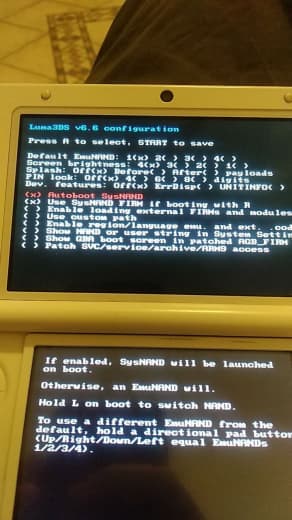 Luma3DS v6.6 configuration
Press A to select, START to save
Default EmuNAND: 1(x) 2( ) 3( ) 4( )
Screen brightness: 4(x) 3( ) 2( ) 1( )
Splash: Off(x) Before( ) After( ) payloads
PIN lock: Off(x) 4( ) 6( ) 8( ) digits
Dev. features: Off(x) ErrDisp( ) UNITINFO( )
(x) Autoboot SysNAND
(x) Use SysNAND FIRM if booting with R
( ) Enable loading external FIRMs and modules
( ) Use custom path
( ) Enable region/language emu. and ext. .cod
( ) Show NAND or user string in System Settin
( ) Show GBA boot screen in patched AGB_FIRM
( ) Patch SVC/service/archive/ARM9 access
If enabled, SysNAND will be launched
on boot.
Otherwise, an EmuNAND will.
Hold L on boot to switch NAND.
To use a different EmuNAND from the
default, hold a directional pad button
(Up/Right/Down/Left equal EmuNANDs
1/2/3/4).